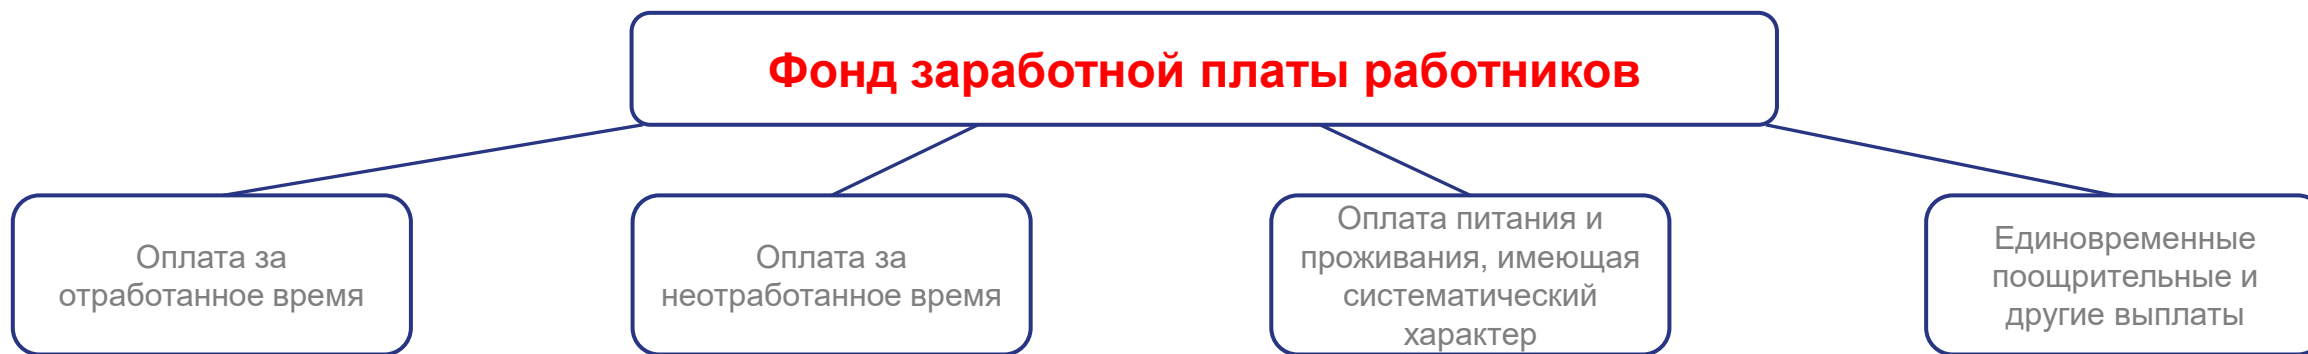 Фонд заработной платы работников
Оплата за
отработанное время
Оплата за
неотработанное время
Оплата питания и
проживания, имеющая
систематический
характер
Единовременные
поощрительные и
другие выплаты